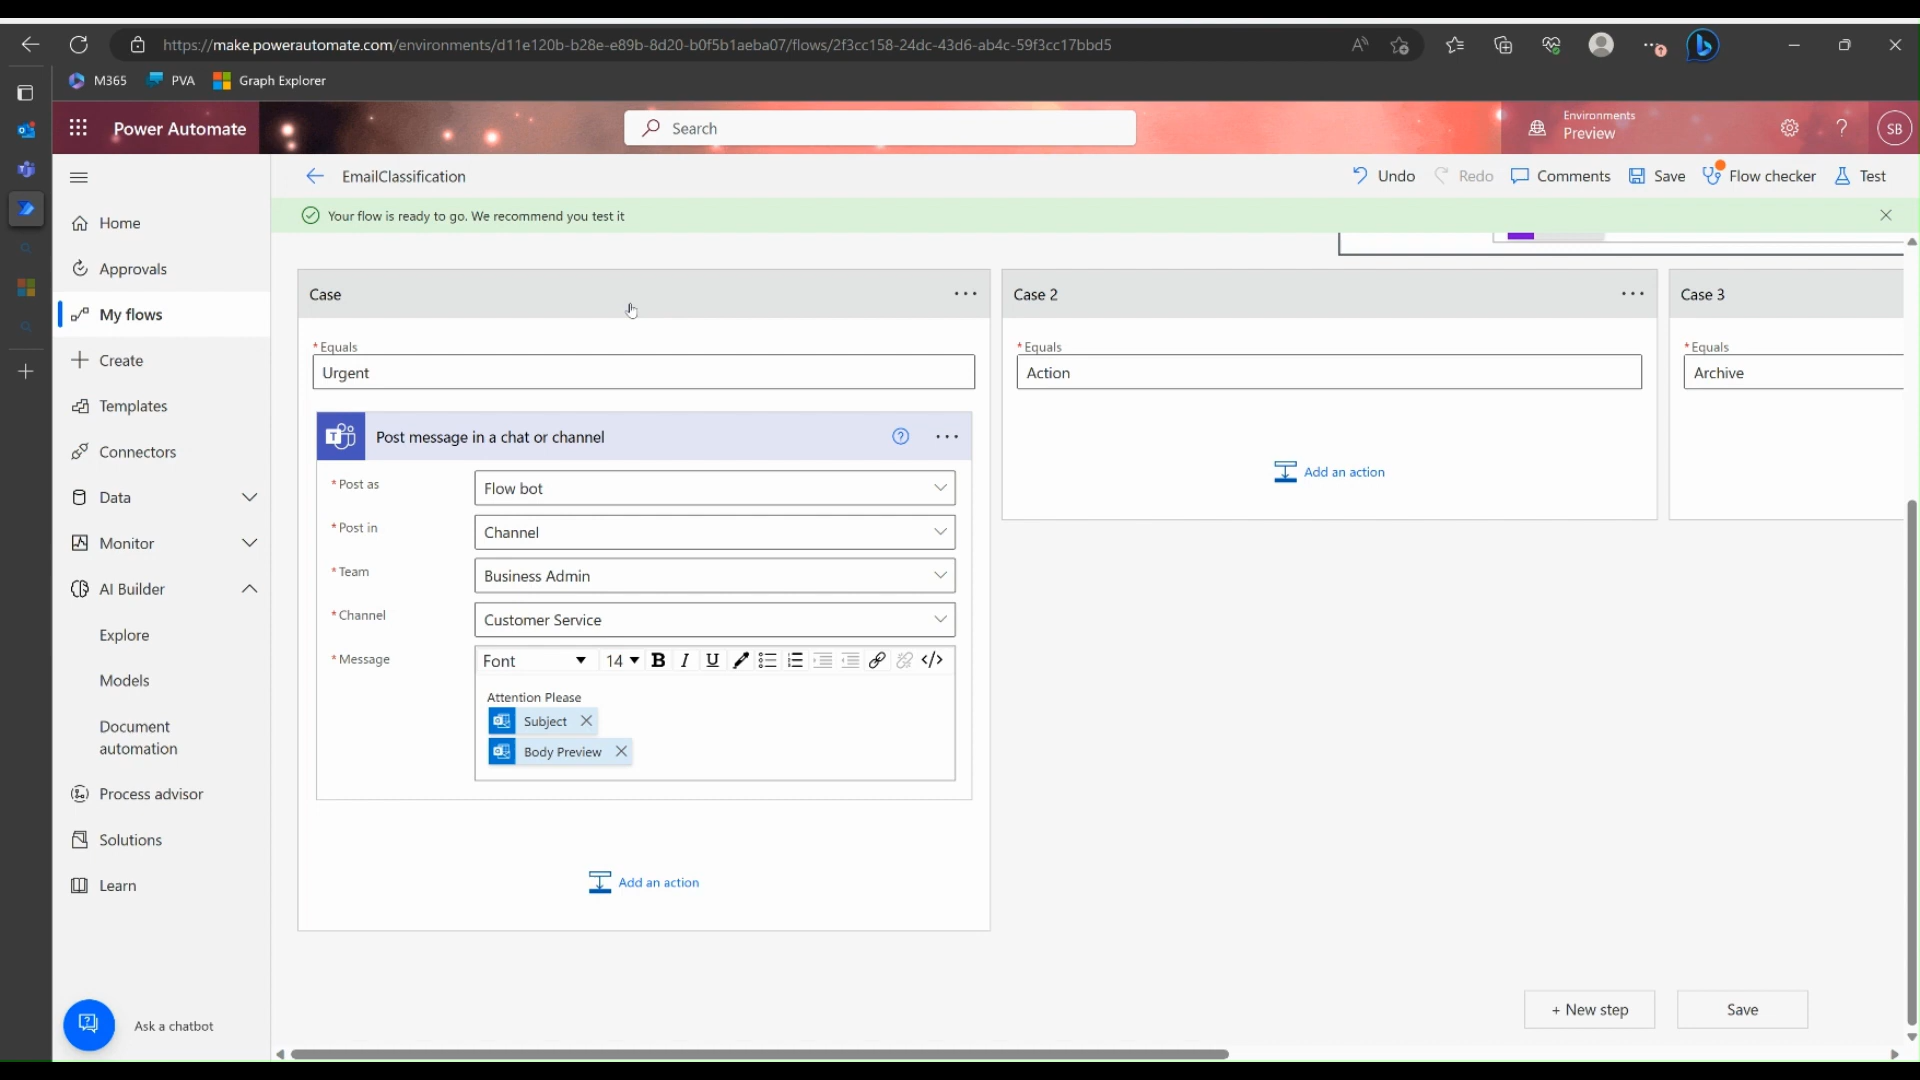 https://make.powerautomate.com/environments/d11e120b-b28e-e89b-8d20-b0f5b1aeba07/flows/2f3cc158-24dc-43d6-ab4c-59f3cc17bbd5
M365
PVA
Graph Explorer
Power Automate
Search
Environments
Preview
?
SB
EmailClassification
Undo
Redo
Comments
Save
Flow checker
Test
Your flow is ready to go. We recommend you test it
Home
Approvals
My flows
Create
Templates
Connectors
Data
Monitor
AI Builder
Explore
Models
Document
automation
Process advisor
Solutions
Learn
Ask a chatbot
Case
* Equals
Urgent
Post message in a chat or channel
* Post as
Flow bot
* Post in
Channel
* Team
Business Admin
* Channel
Customer Service
* Message
Font
14
B I U </>
Attention Please
Subject
Body Preview
Add an action
Case 2
* Equals
Action
Add an action
Case 3
* Equals
Archive
+ New step
Save